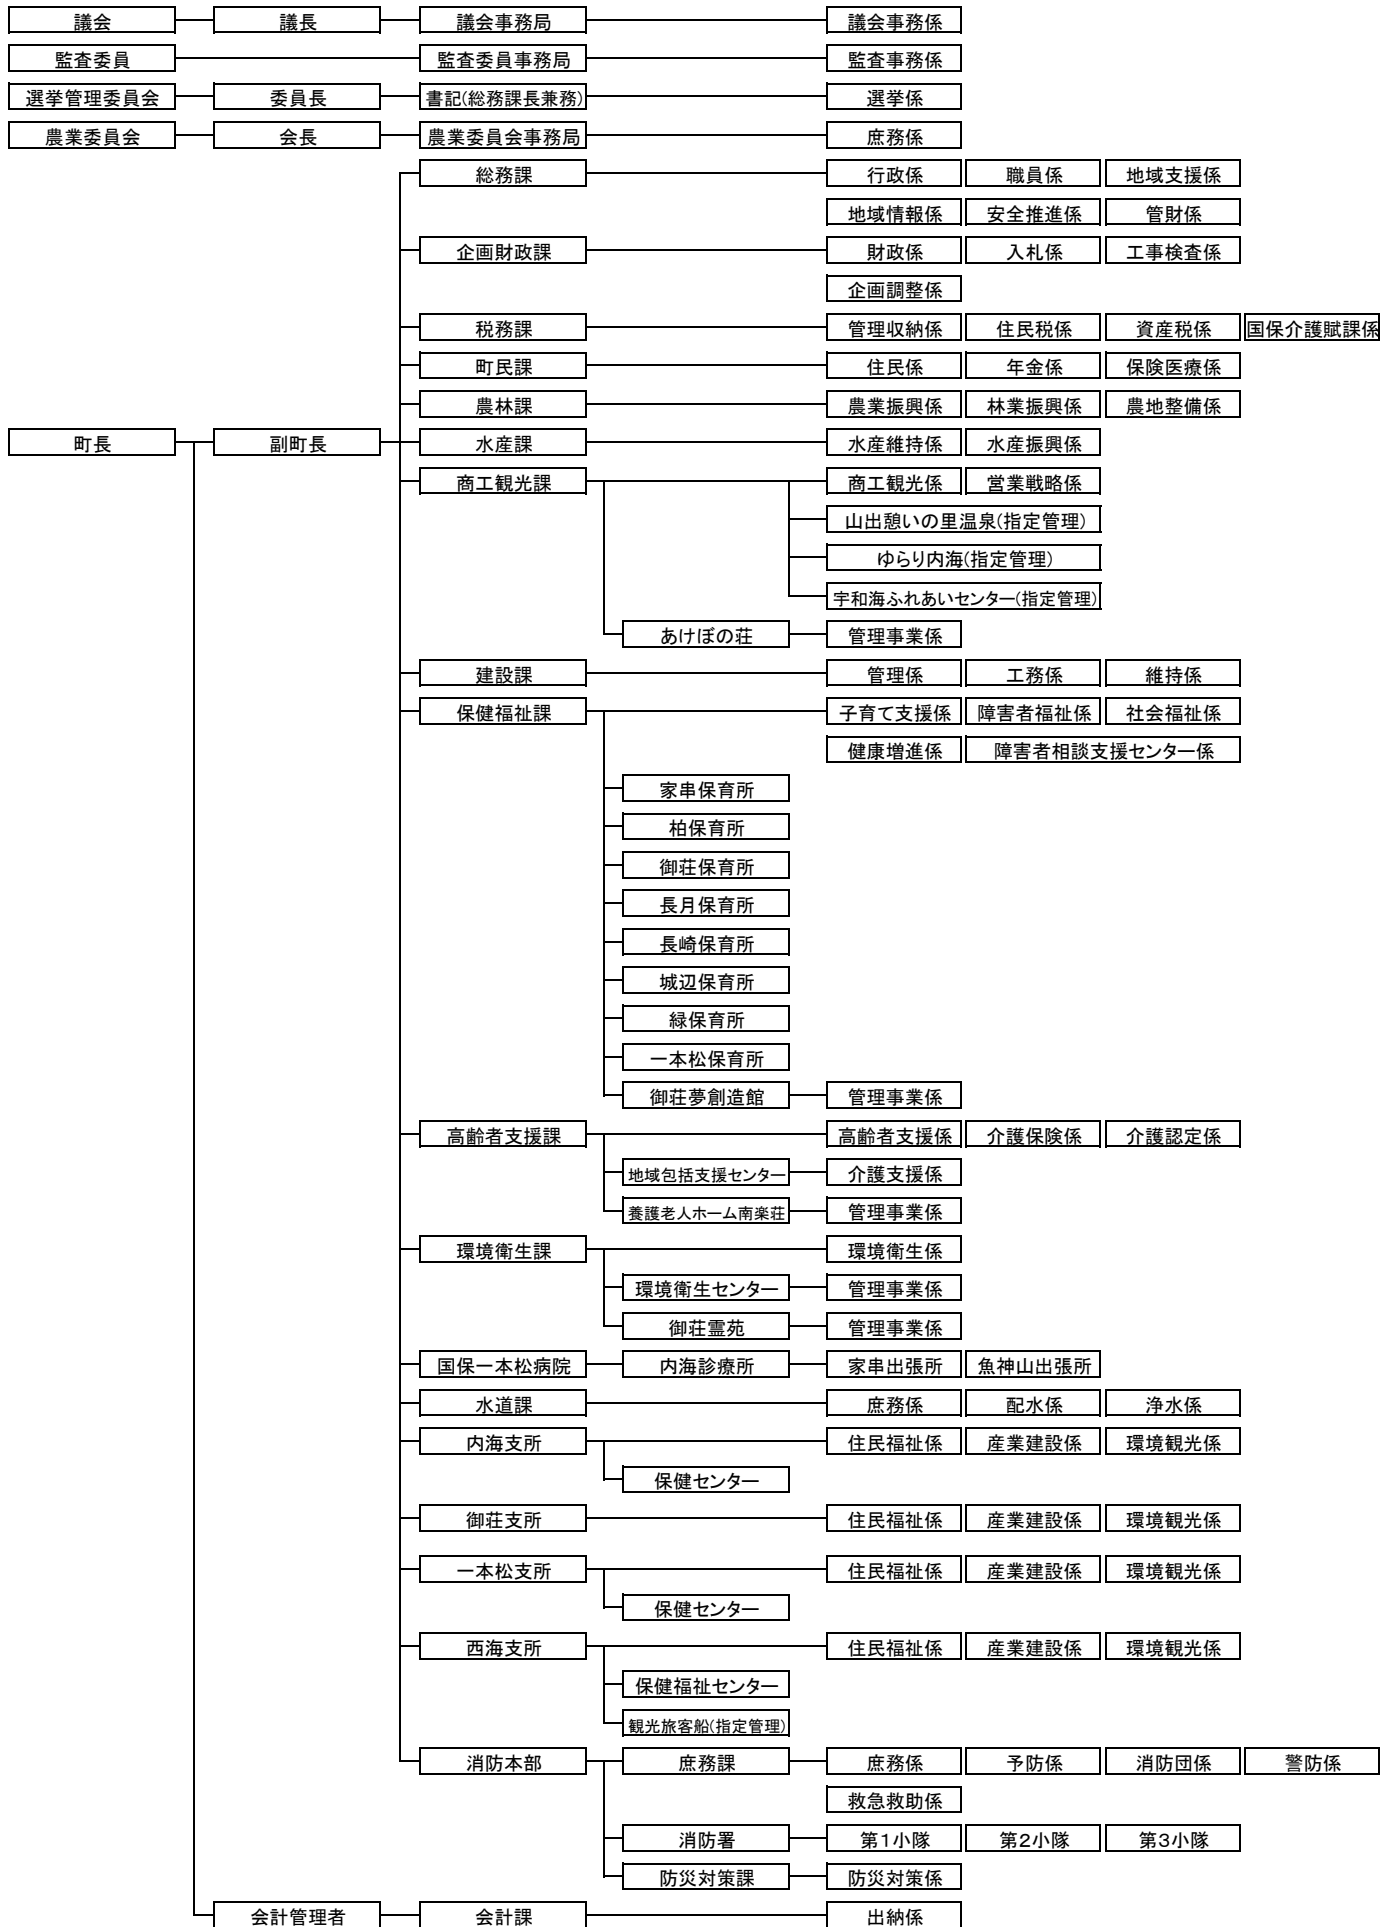 議会 議長 議会事務局 議会事務係
監査委員 監査委員事務局 監査事務係
選挙管理委員会 委員長 書記(総務課長兼務) 選挙係
農業委員会 会長 農業委員会事務局 庶務係
総務課 行政係 職員係 地域支援係
地域情報係 安全推進係 管財係
企画財政課 財政係 入札係 工事検査係
企画調整係
税務課 管理収納係 住民税係 資産税係 国保介護賦課係
町民課 住民係 年金係 保険医療係
農林課 農業振興係 林業振興係 農地整備係
町長 副町長 水産課 水産維持係 水産振興係
商工観光課 商工観光係 営業戦略係
山出憩いの里温泉(指定管理)
ゆらり内海(指定管理)
宇和海ふれあいセンター(指定管理)
あけぼの荘 管理事業係
建設課 管理係 工務係 維持係
保健福祉課 子育て支援係 障害者福祉係 社会福祉係
健康増進係 障害者相談支援センター係
家串保育所
柏保育所
御荘保育所
長月保育所
長崎保育所
城辺保育所
緑保育所
一本松保育所
御荘夢創造館 管理事業係
高齢者支援課 高齢者支援係 介護保険係 介護認定係
地域包括支援センター 介護支援係
養護老人ホーム南楽荘 管理事業係
環境衛生課 環境衛生係
環境衛生センター 管理事業係
御荘霊苑 管理事業係
国保一本松病院 内海診療所 家串出張所 魚神山出張所
水道課 庶務係 配水係 浄水係
内海支所 住民福祉係 産業建設係 環境観光係
保健センター
御荘支所 住民福祉係 産業建設係 環境観光係
一本松支所 住民福祉係 産業建設係 環境観光係
保健センター
西海支所 住民福祉係 産業建設係 環境観光係
保健福祉センター
観光旅客船(指定管理)
消防本部 庶務課 庶務係 予防係 消防団係 警防係
救急救助係
消防署 第1小隊 第2小隊 第3小隊
防災対策課 防災対策係
会計管理者 会計課 出納係